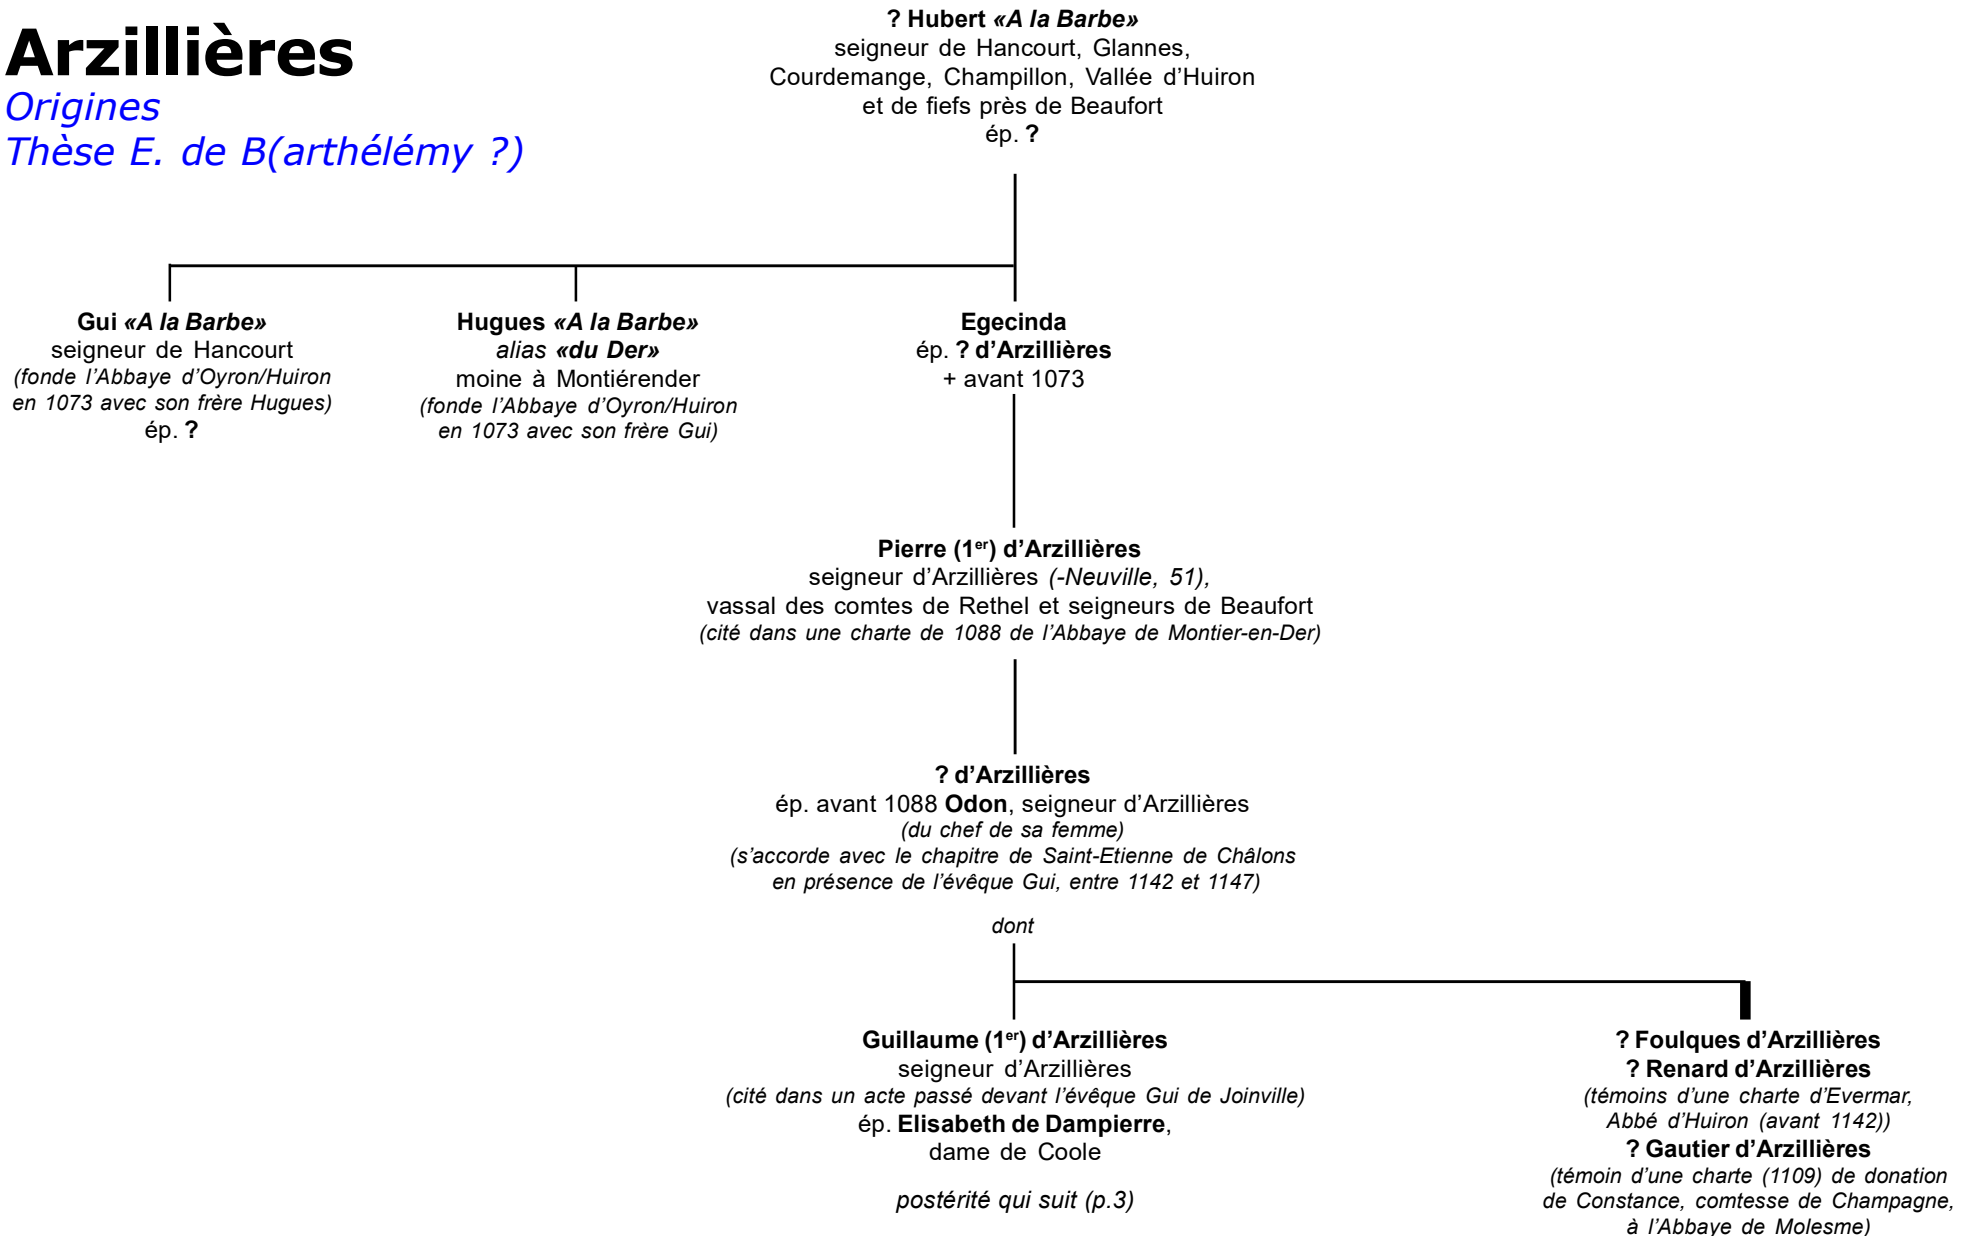 Arzillières
Origines
Thèse E. de B(arthélémy ?)
? Hubert «A la Barbe»
seigneur de Hancourt, Glannes,
Courdemange, Champillon, Vallée d’Huiron
et de fiefs près de Beaufort
ép. ?
Gui «A la Barbe»
seigneur de Hancourt
(fonde l’Abbaye d’Oyron/Huiron
en 1073 avec son frère Hugues)
ép. ?
Hugues «A la Barbe»
alias «du Der»
moine à Montiérender
(fonde l’Abbaye d’Oyron/Huiron
en 1073 avec son frère Gui)
Egecinda
ép. ? d’Arzillières
+ avant 1073
Pierre (1er) d’Arzillières
seigneur d’Arzillières (-Neuville, 51),
vassal des comtes de Rethel et seigneurs de Beaufort
(cité dans une charte de 1088 de l’Abbaye de Montier-en-Der)
? d’Arzillières
ép. avant 1088 Odon, seigneur d’Arzillières
(du chef de sa femme)
(s’accorde avec le chapitre de Saint-Etienne de Châlons
en présence de l’évêque Gui, entre 1142 et 1147)
dont
Guillaume (1er) d’Arzillières
seigneur d’Arzillières
(cité dans un acte passé devant l’évêque Gui de Joinville)
ép. Elisabeth de Dampierre,
dame de Coole
postérité qui suit (p.3)
? Foulques d’Arzillières
? Renard d’Arzillières
(témoins d’une charte d’Evermar,
Abbé d’Huiron (avant 1142))
? Gautier d’Arzillières
(témoin d’une charte (1109) de donation
de Constance, comtesse de Champagne,
à l’Abbaye de Molesme)